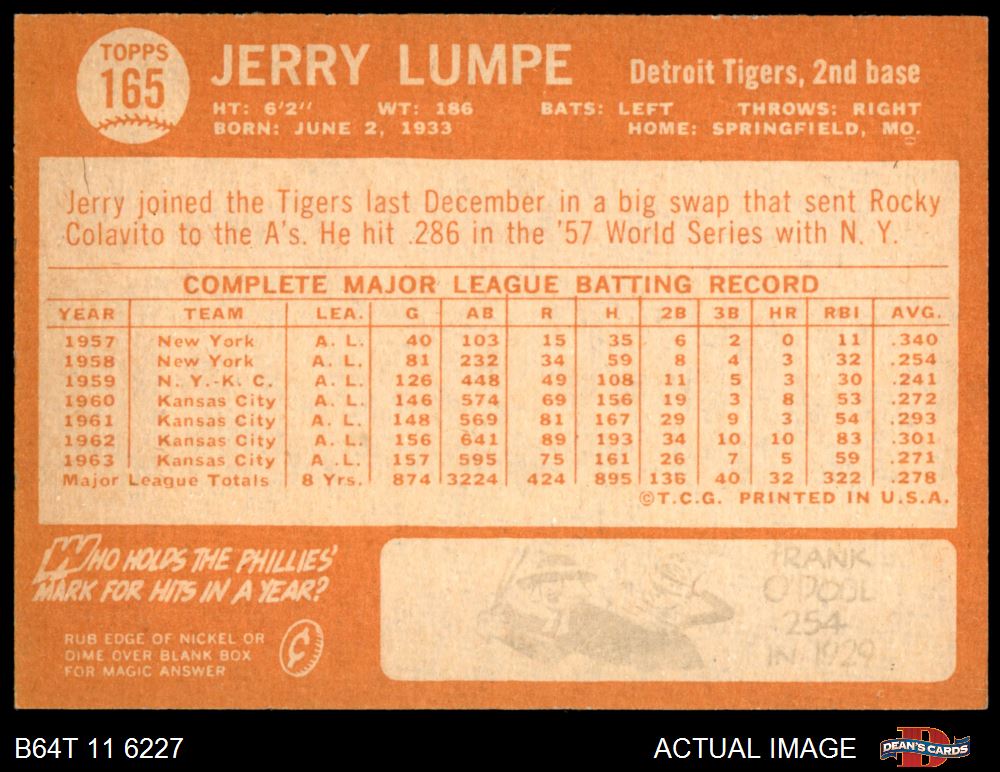 TOPPS
165
JERRY LUMPE
Detroit Tigers, 2nd base
HT: 6'2" WT: 186 BATS: LEFT THROWS: RIGHT
BORN: JUNE 2, 1933 HOME: SPRINGFIELD, MO.
Jerry joined the Tigers last December in a big swap that sent Rocky
Colavito to the A's. He hit .286 in the '57 World Series with N. Y.
COMPLETE MAJOR LEAGUE BATTING RECORD
YEAR TEAM LEA. G AB R H 2B 3B HR RBI AVG.
1957 New York A. L. 40 103 15 35 6 2 0 11 .340
1958 New York A. L. 81 232 34 59 8 4 3 32 .254
1959 N. Y.-K. C. A. L. 126 448 49 108 11 5 3 30 .241
1960 Kansas City A. L. 146 574 69 156 19 3 8 53 .272
1961 Kansas City A. L. 148 569 81 167 29 9 3 54 .293
1962 Kansas City A. L. 156 641 89 193 34 10 10 83 .301
1963 Kansas City A .L. 157 595 75 161 26 7 5 59 .271
Major League Totals 8 Yrs. 874 3224 424 895 136 40 32 322 .278
©T.C.G. PRINTED IN U.S.A.
WHO HOLDS THE PHILLIES'
MARK FOR HITS IN A YEAR?
RUB EDGE OF NICKEL OR
DIME OVER BLANK BOX
FOR MAGIC ANSWER
¢
FRANK
O'DOOL
254
IN 1929
B64T 11 6227
ACTUAL IMAGE
D
DEAN'S CARDS